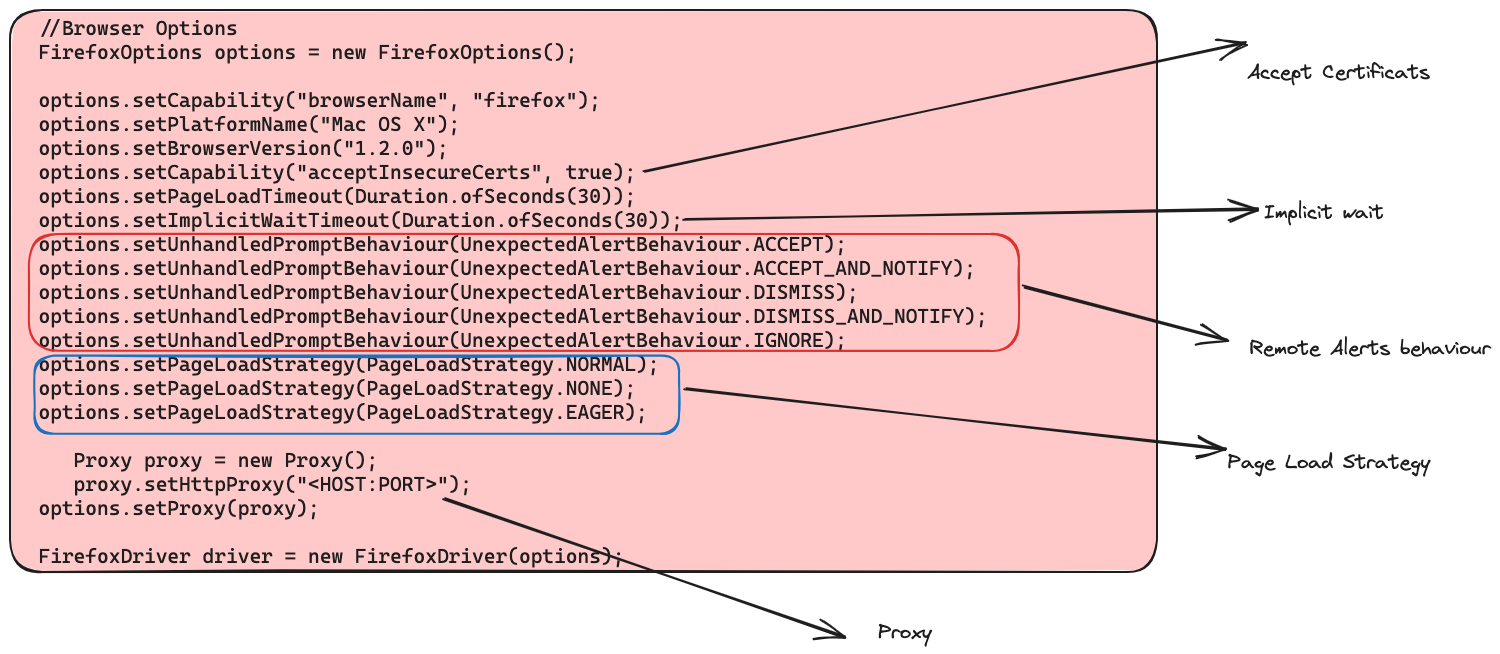 //Browser Options
FirefoxOptions options = new FirefoxOptions();
options.setCapability("browserName", "firefox");
options.setPlatformName("Mac OS X");
options.setBrowserVersion("1.2.0");
options.setCapability("acceptInsecureCerts", true);
options.setPageLoadTimeout(Duration.ofSeconds(30));
options.setImplicitWaitTimeout(Duration.ofSeconds(30));
options.setUnhandledPromptBehaviour(UnexpectedAlertBehaviour.ACCEPT);
options.setUnhandledPromptBehaviour(UnexpectedAlertBehaviour.ACCEPT_AND_NOTIFY);
options.setUnhandledPromptBehaviour(UnexpectedAlertBehaviour.DISMISS);
options.setUnhandledPromptBehaviour(UnexpectedAlertBehaviour.DISMISS_AND_NOTIFY);
options.setUnhandledPromptBehaviour(UnexpectedAlertBehaviour.IGNORE);
options.setPageLoadStrategy(PageLoadStrategy.NORMAL);
options.setPageLoadStrategy(PageLoadStrategy.NONE);
options.setPageLoadStrategy(PageLoadStrategy.EAGER);
Proxy proxy = new Proxy();
proxy.setHttpProxy("<HOST:PORT>");
options.setProxy(proxy);
FirefoxDriver driver = new FirefoxDriver(options);
Accept Certificats
Implicit wait
Remote Alerts behaviour
Page Load Strategy
Proxy